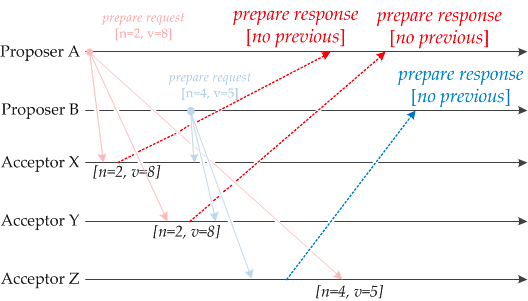 prepare request
[n=2, v=8]
prepare response
[no previous]
prepare response
[no previous]
Proposer A
prepare request
[n=4, v=5]
prepare response
[no previous]
Proposer B
Acceptor X
[n=2, v=8]
Acceptor Y
[n=2, v=8]
Acceptor Z
[n=4, v=5]